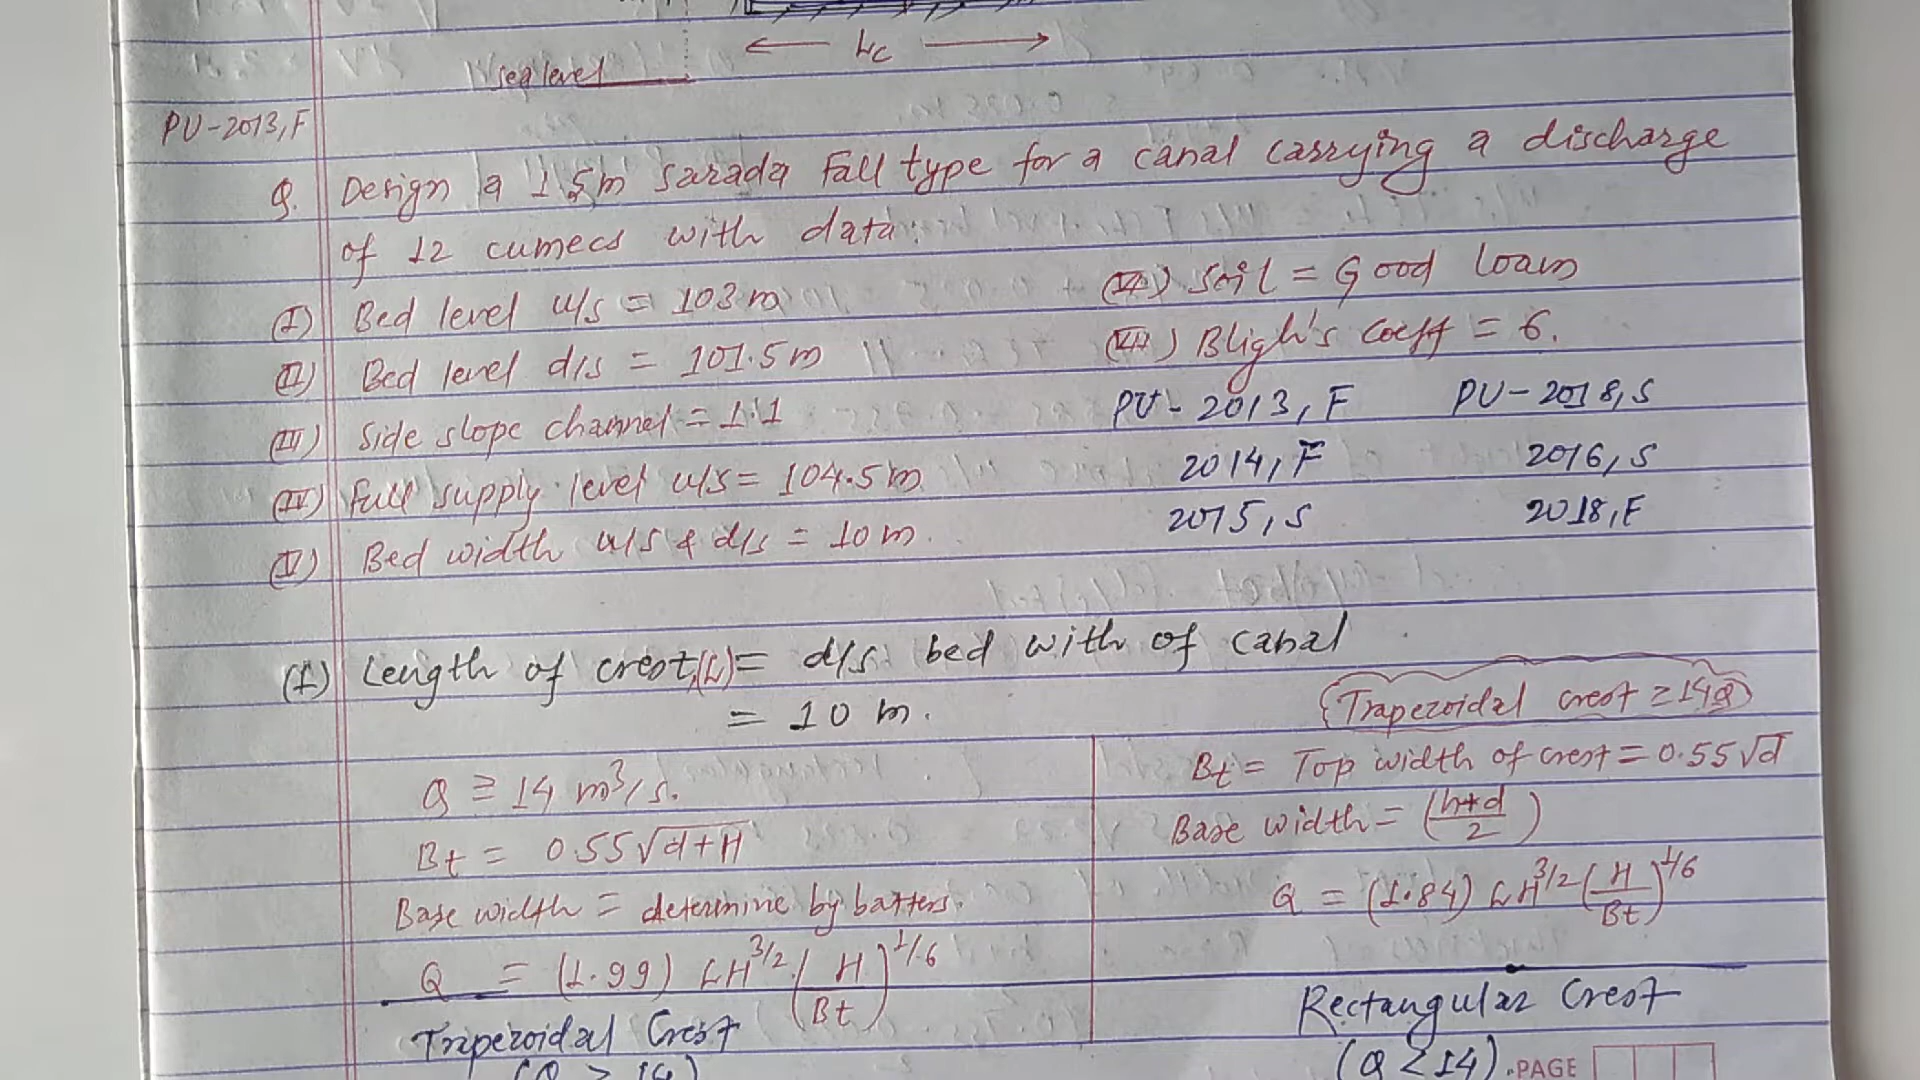 Lc
sea level
PU-2013,F
Q. Design a 1.5m sarada Fall type for a canal carrying a discharge
of 12 cumecs with data:
(I) Bed level u/s = 103 m
(II) Bed level d/s = 101.5 m
(III) Side slope channel = 1:1
(IV) Full supply level u/s = 104.5 m
(V) Bed width u/s & d/s = 10 m.
(VI) Soil = Good loam
(VII) Bligh's coeff = 6.
PU - 2013, F PU - 2018, S
2014, F 2016, S
2015, S 2018, F
(I) Length of crest, (L) = d/s bed with of canal
= 10 m.
Q ≥ 14 m³/s.
Bt = 0.55√d+H
Base width = determine by batters.
Q = (1.99) LH^3/2 (H/Bt)^1/6
Trapezoidal Crest
(Q > 14)
(Trapezoidal crest ≥ 14Q)
Bt = Top width of crest = 0.55√d
Base width = (h+d/2)
Q = (1.84) LH^3/2 (H/Bt)^1/6
Rectangular Crest
(Q < 14).
PAGE